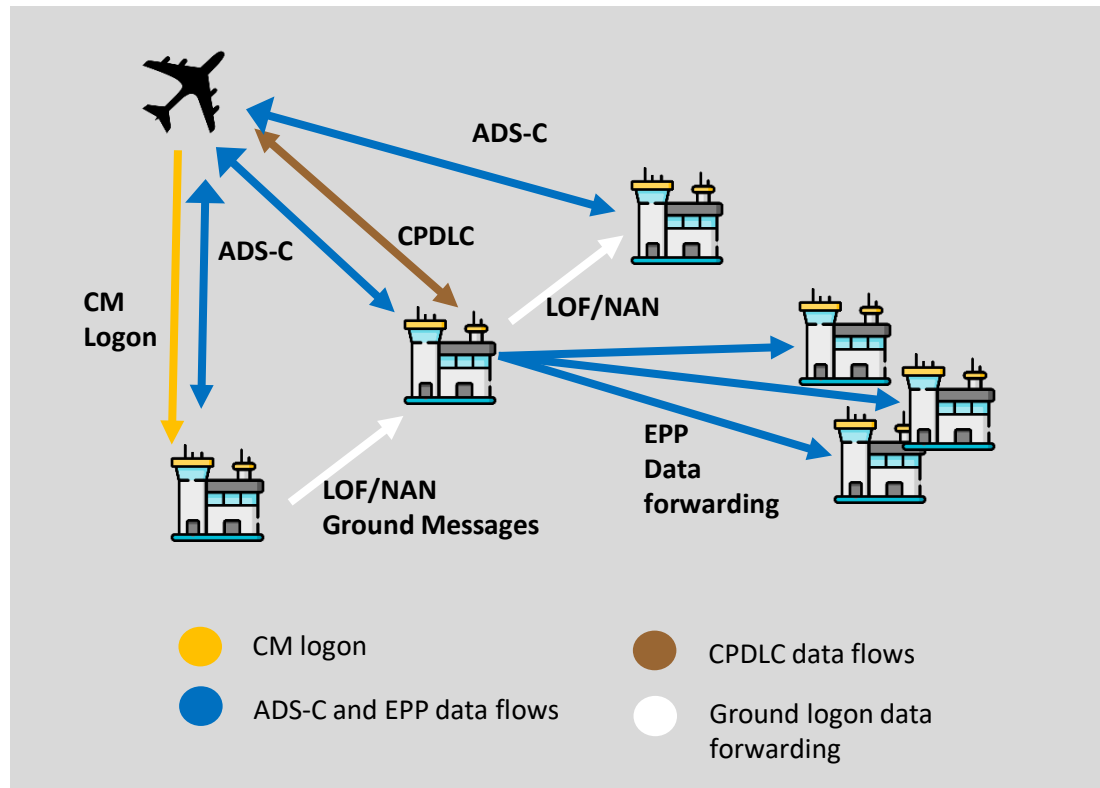 ADS-C
CPDLC
ADS-C
CM
Logon
LOF/NAN
LOF/NAN
Ground Messages
EPP
Data
forwarding
CM logon
ADS-C and EPP data flows
CPDLC data flows
Ground logon data
forwarding